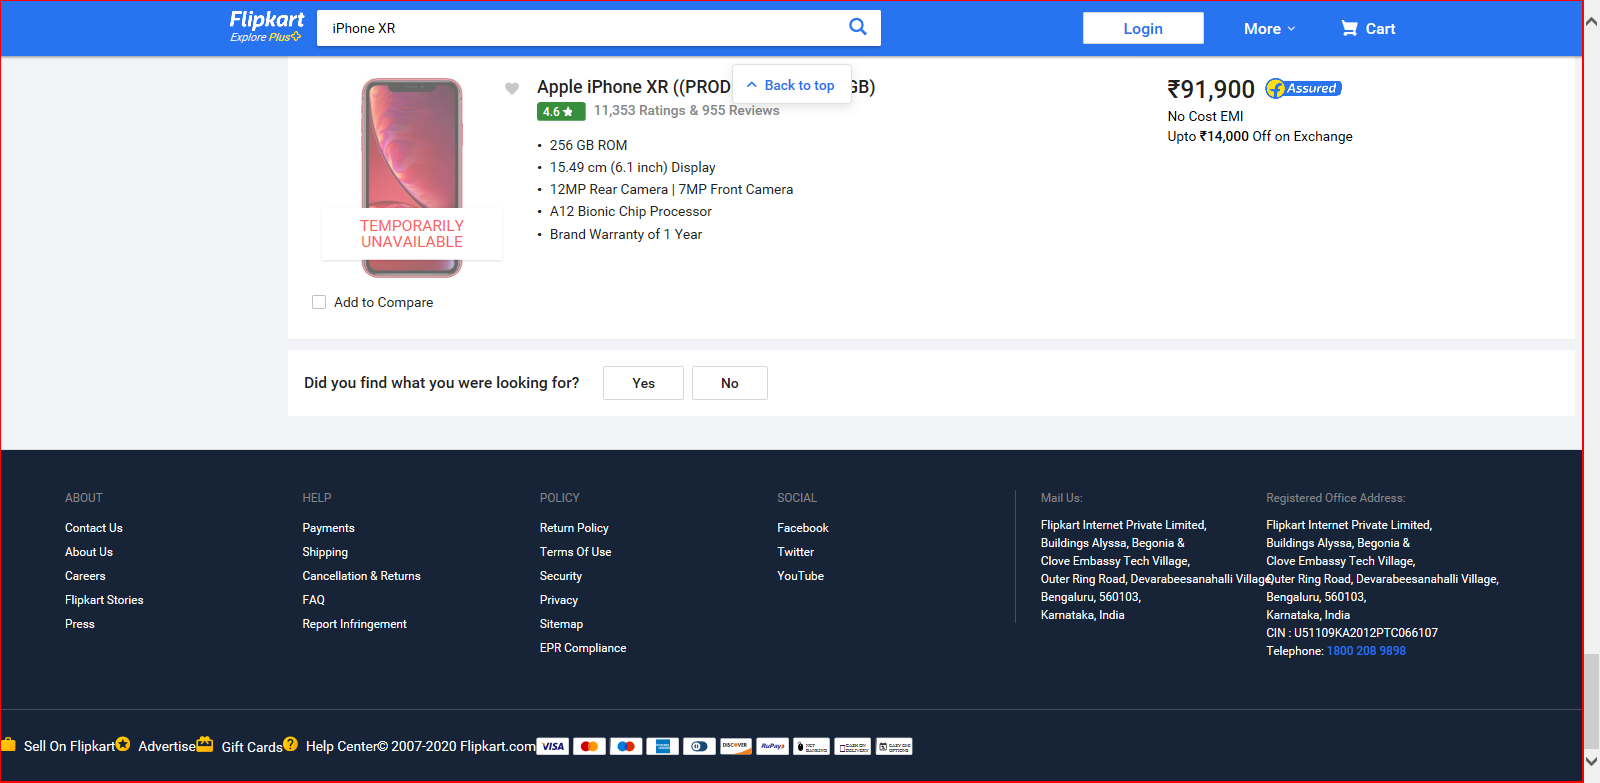 Flipkart
Explore Plus
iPhone XR
Login
More
Cart
Back to top
Apple iPhone XR ((PROD GB)
4.6
11,353 Ratings & 955 Reviews
• 256 GB ROM
• 15.49 cm (6.1 inch) Display
• 12MP Rear Camera | 7MP Front Camera
• A12 Bionic Chip Processor
• Brand Warranty of 1 Year
TEMPORARILY
UNAVAILABLE
Add to Compare
₹91,900
Assured
No Cost EMI
Upto ₹14,000 Off on Exchange
Did you find what you were looking for?
Yes
No
ABOUT
Contact Us
About Us
Careers
Flipkart Stories
Press
HELP
Payments
Shipping
Cancellation & Returns
FAQ
Report Infringement
POLICY
Return Policy
Terms Of Use
Security
Privacy
Sitemap
EPR Compliance
SOCIAL
Facebook
Twitter
YouTube
Mail Us:
Flipkart Internet Private Limited,
Buildings Alyssa, Begonia &
Clove Embassy Tech Village,
Outer Ring Road, Devarabeesanahalli Village,
Bengaluru, 560103,
Karnataka, India
Registered Office Address:
Flipkart Internet Private Limited,
Buildings Alyssa, Begonia &
Clove Embassy Tech Village,
Outer Ring Road, Devarabeesanahalli Village,
Bengaluru, 560103,
Karnataka, India
CIN : U51109KA2012PTC066107
Telephone: 1800 208 9898
Sell On Flipkart
Advertise
Gift Cards
Help Center
© 2007-2020 Flipkart.com
VISA
DISCOVER
RuPay
NET BANKING
CASH ON DELIVERY
EASY EMI OPTIONS